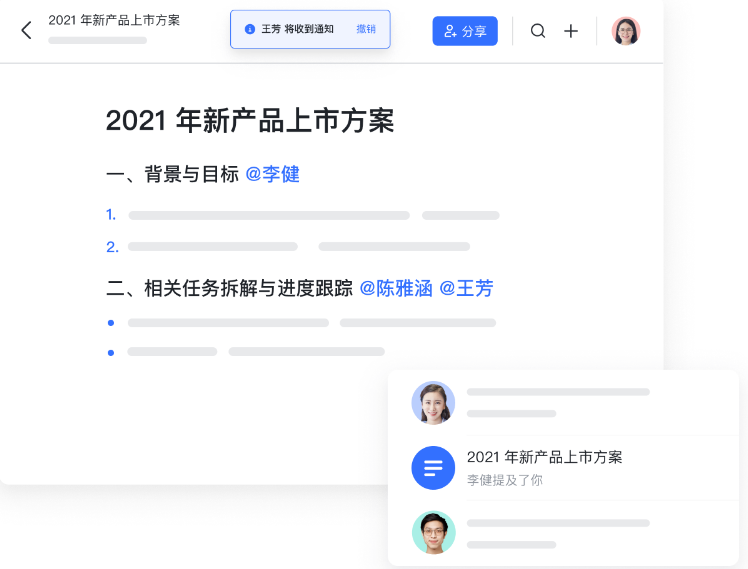 2021 年新产品上市方案
王芳 将收到通知 撤销
分享
2021 年新产品上市方案
一、背景与目标 @李健
1.
2.
二、相关任务拆解与进度跟踪 @陈雅涵 @王芳
2021 年新产品上市方案
李健提及了你